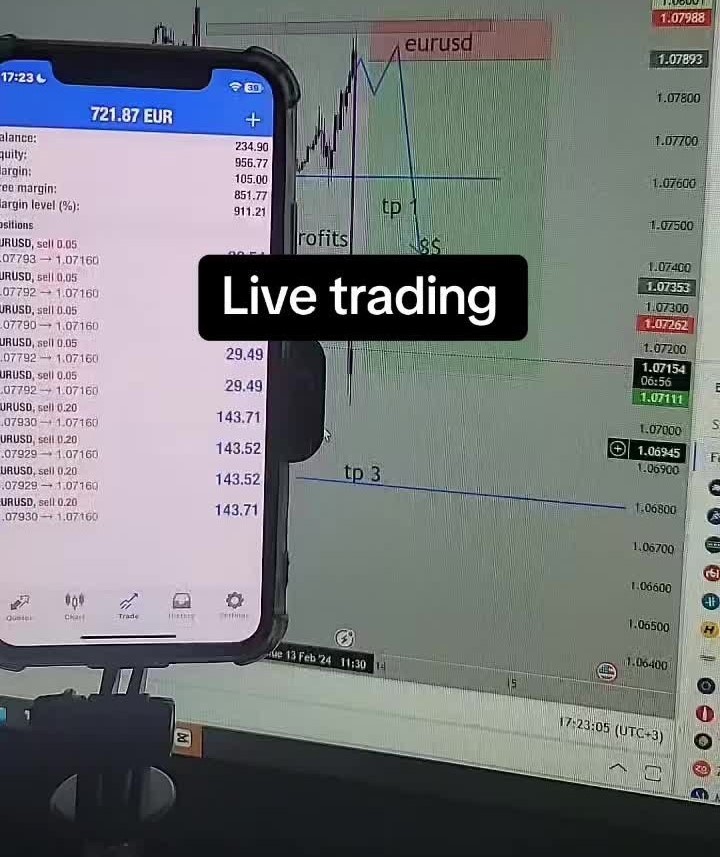 17:23
39
721.87 EUR
+
alance:
234.90
quity:
956.77
argin:
105.00
ree margin:
851.77
argin level (%):
911.21
ositions
URUSD, sell 0.05
.07793 → 1.07160
URUSD, sell 0.05
.07792 → 1.07160
URUSD, sell 0.05
.07790 → 1.07160
URUSD, sell 0.05
.07792 → 1.07160
29.49
URUSD, sell 0.05
.07792 → 1.07160
29.49
URUSD, sell 0.20
.07930 → 1.07160
143.71
URUSD, sell 0.20
.07929 → 1.07160
143.52
URUSD, sell 0.20
.07929 → 1.07160
143.52
URUSD, sell 0.20
.07930 → 1.07160
143.71
Quotes
Chart
Trade
History
Settings
Live trading
eurusd
tp 1
rofits
$$
tp 3
1.07988
1.07893
1.07800
1.07700
1.07600
1.07500
1.07400
1.07353
1.07300
1.07262
1.07200
1.07154
06:56
1.07111
1.07000
1.06945
1.06900
1.06800
1.06700
1.06600
1.06500
1.06400
ue 13 Feb '24 11:30
15
17:23:05 (UTC+3)